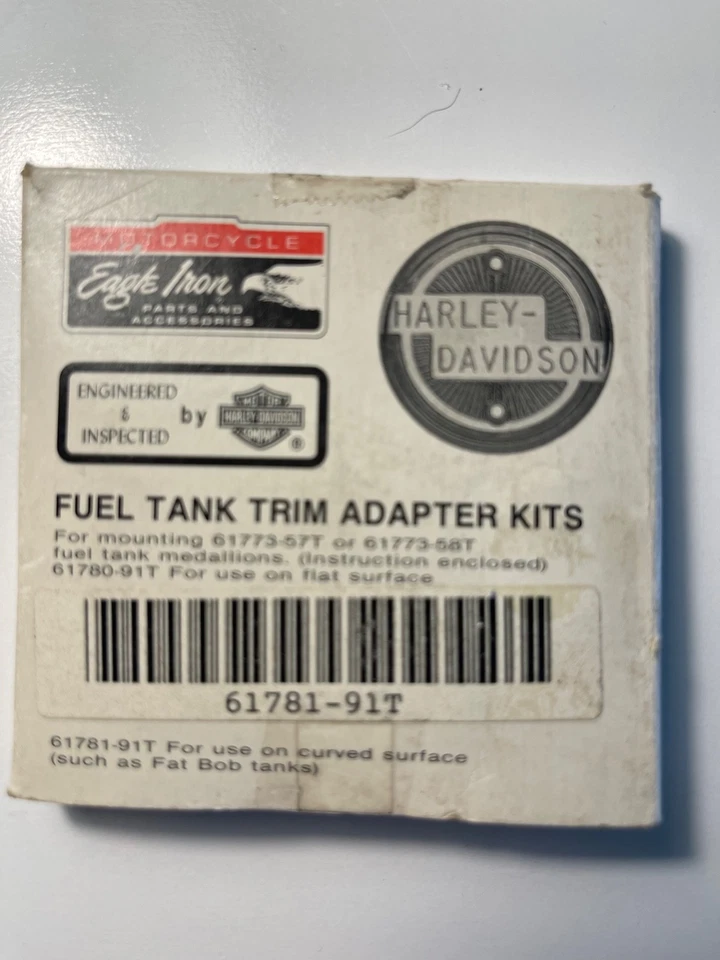 MOTORCYCLE
Eagle Iron
PARTS AND
ACCESSORIES
HARLEY-
DAVIDSON
ENGINEERED
&
INSPECTED
by
MOTOR
HARLEY-DAVIDSON
COMPANY
®
FUEL TANK TRIM ADAPTER KITS
For mounting 61773-57T or 61773-58T
fuel tank medallions. (Instruction enclosed)
61780-91T For use on flat surface
61781-91T
61781-91T For use on curved surface
(such as Fat Bob tanks)